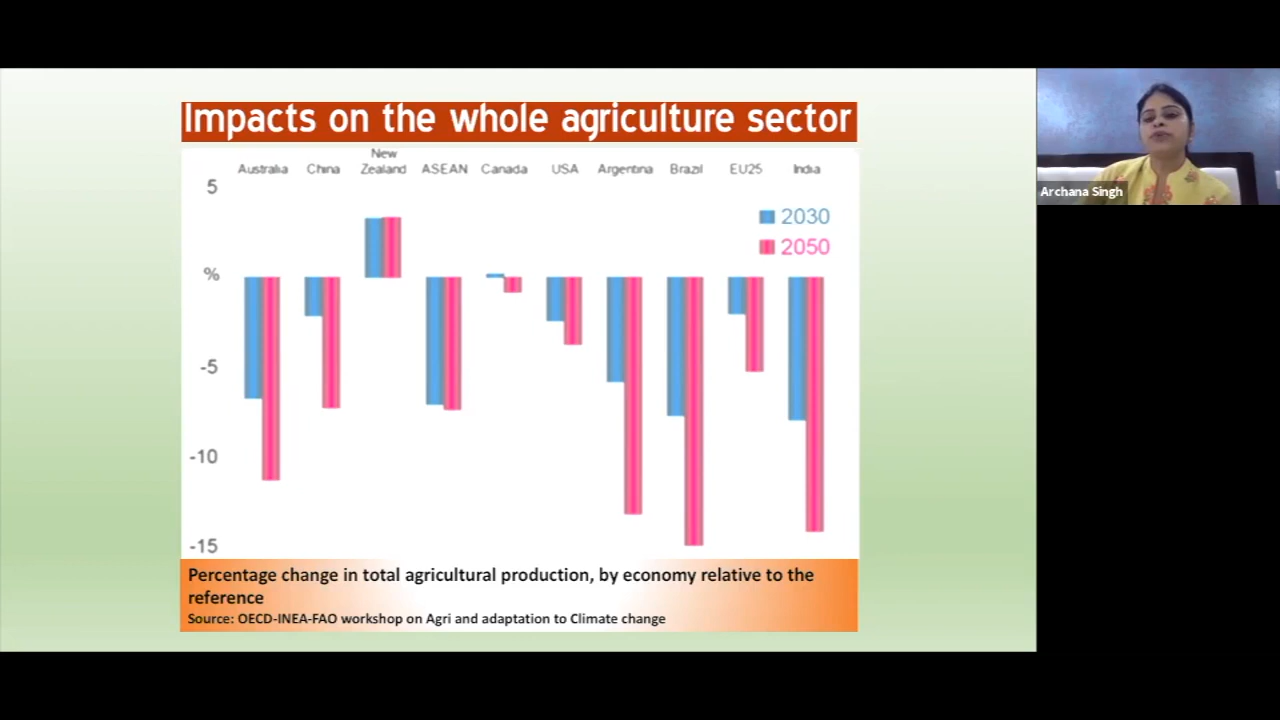 Impacts on the whole agriculture sector
Australia China New Zealand ASEAN Canada USA Argentina Brazil EU25 India
5
2030
2050
%
-5
-10
-15
Percentage change in total agricultural production, by economy relative to the
reference
Source: OECD-INEA-FAO workshop on Agri and adaptation to Climate change
Archana Singh